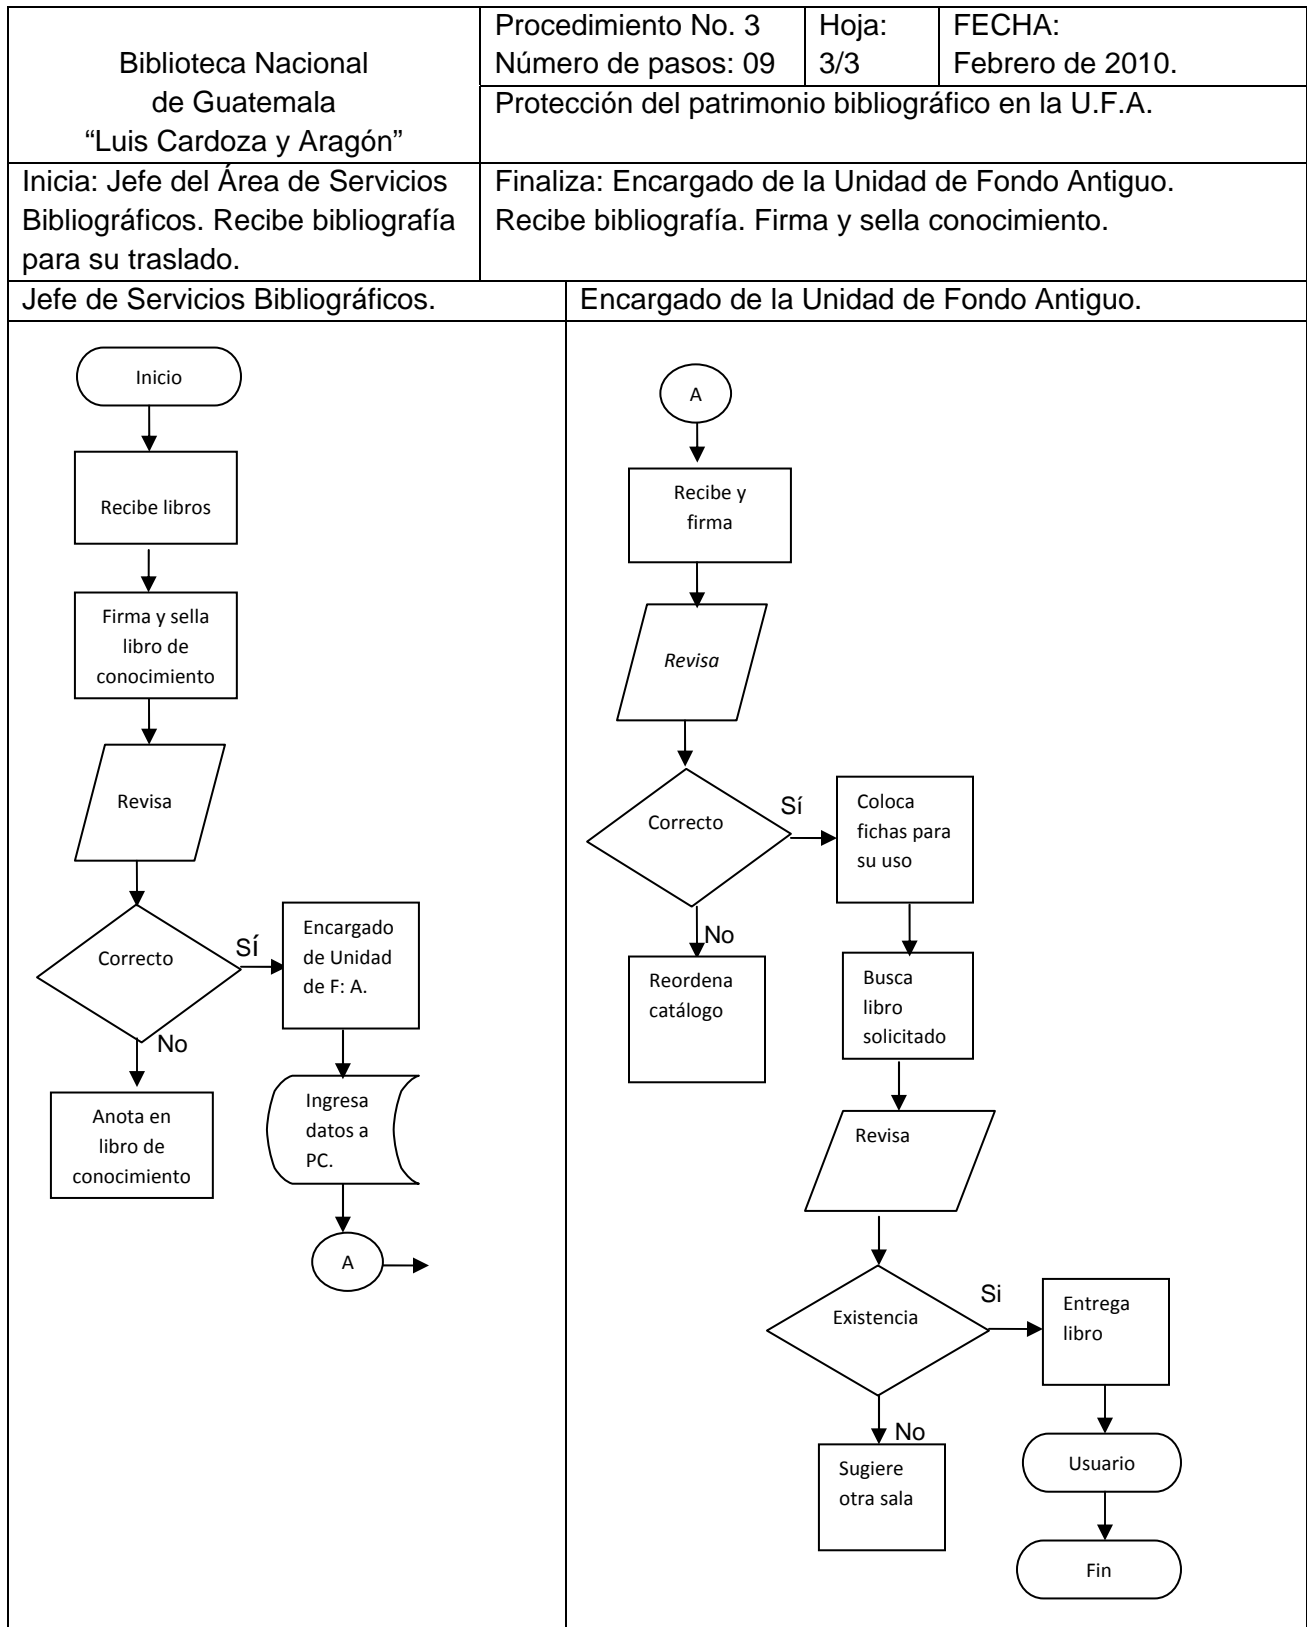 Biblioteca Nacional
de Guatemala
“Luis Cardoza y Aragón”
Procedimiento No. 3
Número de pasos: 09
Hoja:
3/3
FECHA:
Febrero de 2010.
Protección del patrimonio bibliográfico en la U.F.A.
Inicia: Jefe del Área de Servicios
Bibliográficos. Recibe bibliografía
para su traslado.
Finaliza: Encargado de la Unidad de Fondo Antiguo.
Recibe bibliografía. Firma y sella conocimiento.
Jefe de Servicios Bibliográficos.
Encargado de la Unidad de Fondo Antiguo.
Inicio
Recibe libros
Firma y sella
libro de
conocimiento
Revisa
Correcto
SÍ
No
Encargado
de Unidad
de F: A.
Anota en
libro de
conocimiento
Ingresa
datos a
PC.
A
A
Recibe y
firma
Revisa
Correcto
Sí
No
Coloca
fichas para
su uso
Reordena
catálogo
Busca
libro
solicitado
Revisa
Existencia
Si
No
Entrega
libro
Sugiere
otra sala
Usuario
Fin